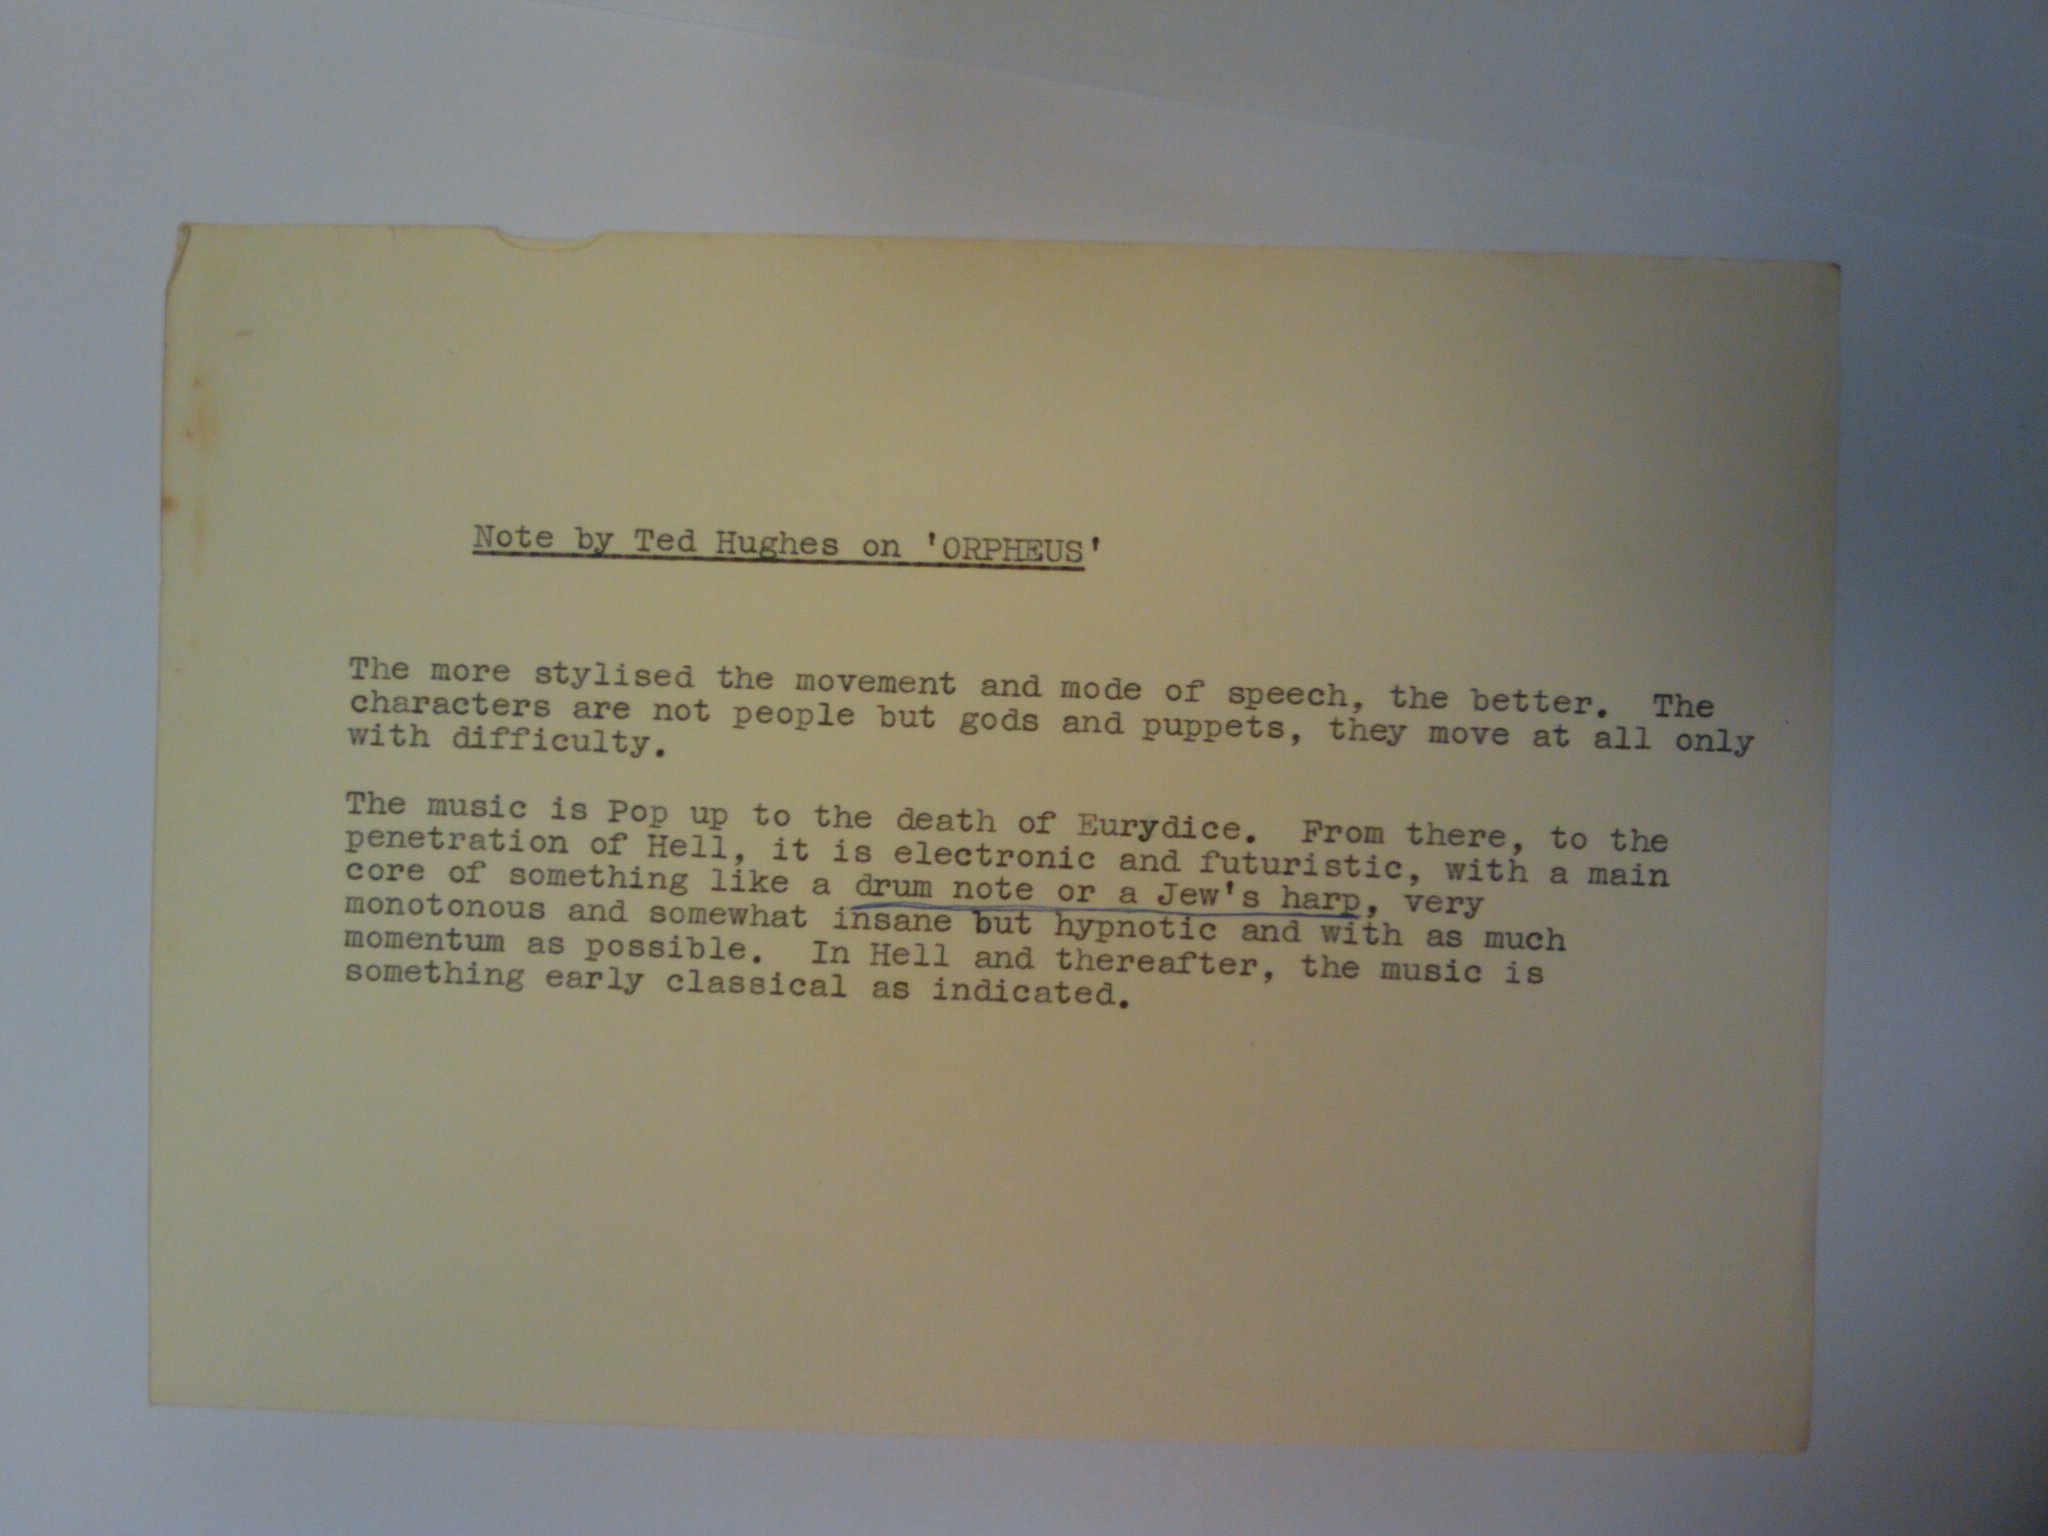 Note by Ted Hughes on 'ORPHEUS'
The more stylised the movement and mode of speech, the better. The
characters are not people but gods and puppets, they move at all only
with difficulty.
The music is Pop up to the death of Eurydice. From there, to the
penetration of Hell, it is electronic and futuristic, with a main
core of something like a drum note or a Jew's harp, very
monotonous and somewhat insane but hypnotic and with as much
momentum as possible. In Hell and thereafter, the music is
something early classical as indicated.